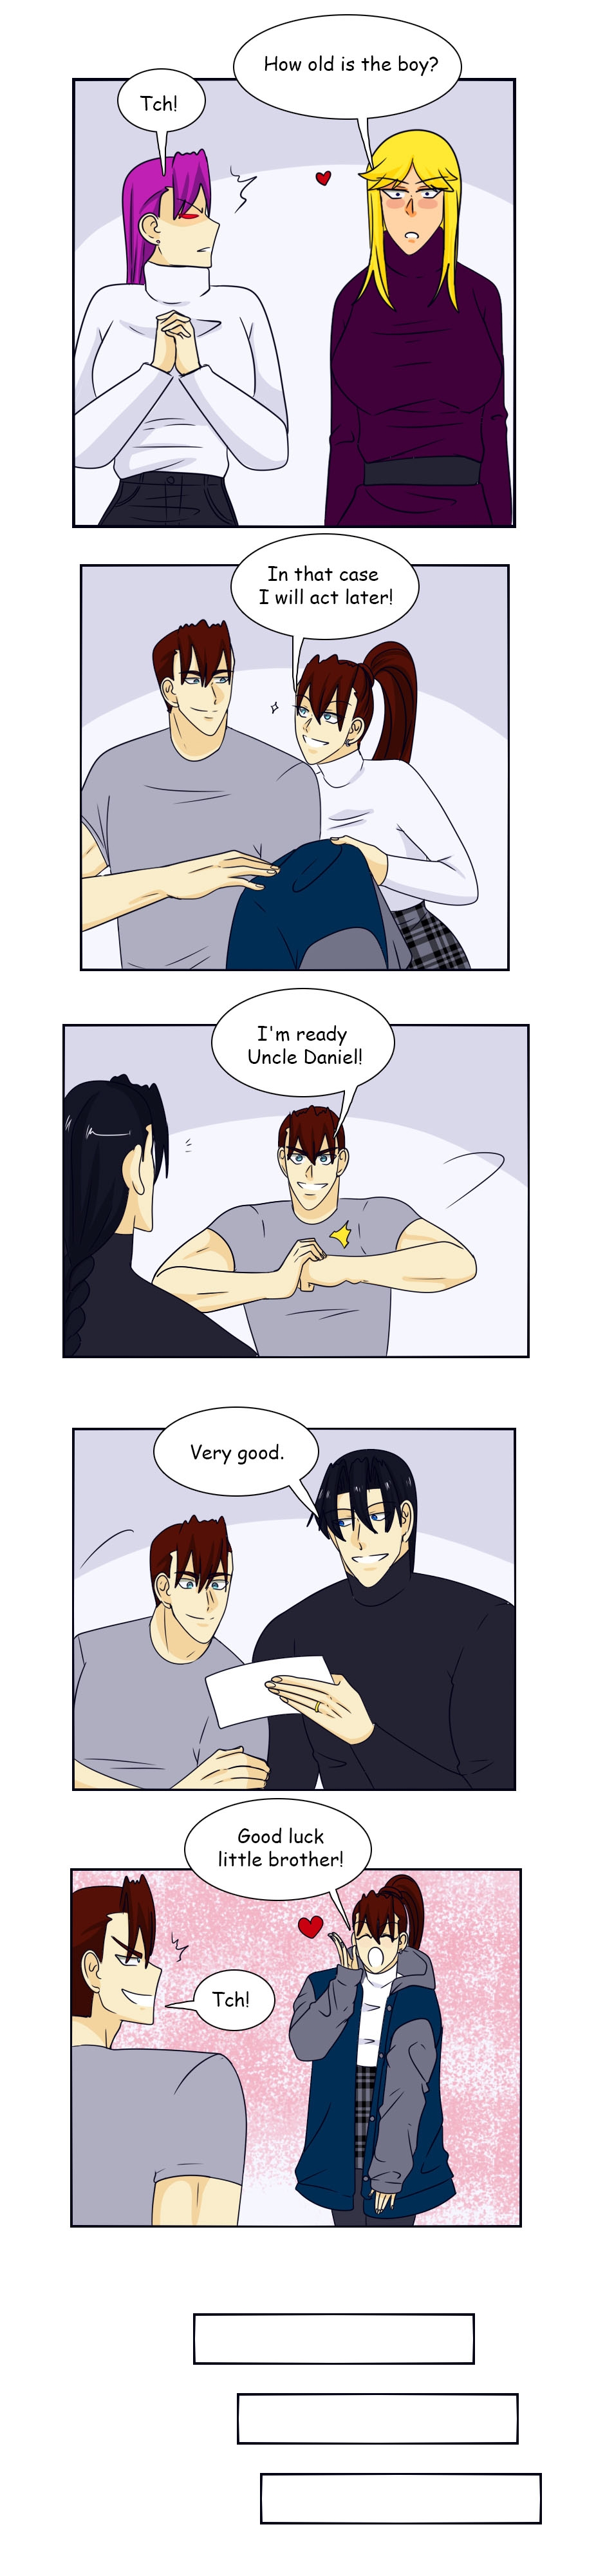 How old is the boy?
Tch!
In that case
I will act later!
I'm ready
Uncle Daniel!
Very good.
Good luck
little brother!
Tch!